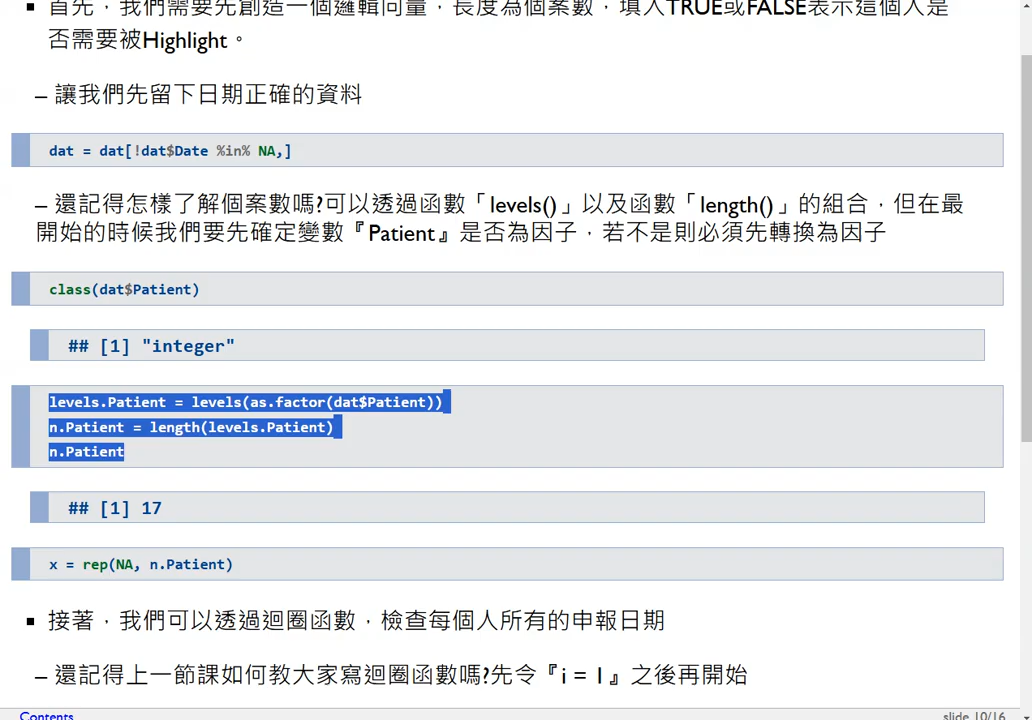 首先，我們需要先創造一個邏輯向量，長度為個案數，填入TRUE或FALSE表示這個人是
否需要被Highlight。
– 讓我們先留下日期正確的資料
dat = dat[!dat$Date %in% NA,]
– 還記得怎樣了解個案數嗎?可以透過函數「levels()」以及函數「length()」的組合，但在最
開始的時候我們要先確定變數『Patient』是否為因子，若不是則必須先轉換為因子
class(dat$Patient)
## [1] "integer"
levels.Patient = levels(as.factor(dat$Patient))
n.Patient = length(levels.Patient)
n.Patient
## [1] 17
x = rep(NA, n.Patient)
接著，我們可以透過迴圈函數，檢查每個人所有的申報日期
– 還記得上一節課如何教大家寫迴圈函數嗎?先令『i = 1』之後再開始
Contents
slide 10/16